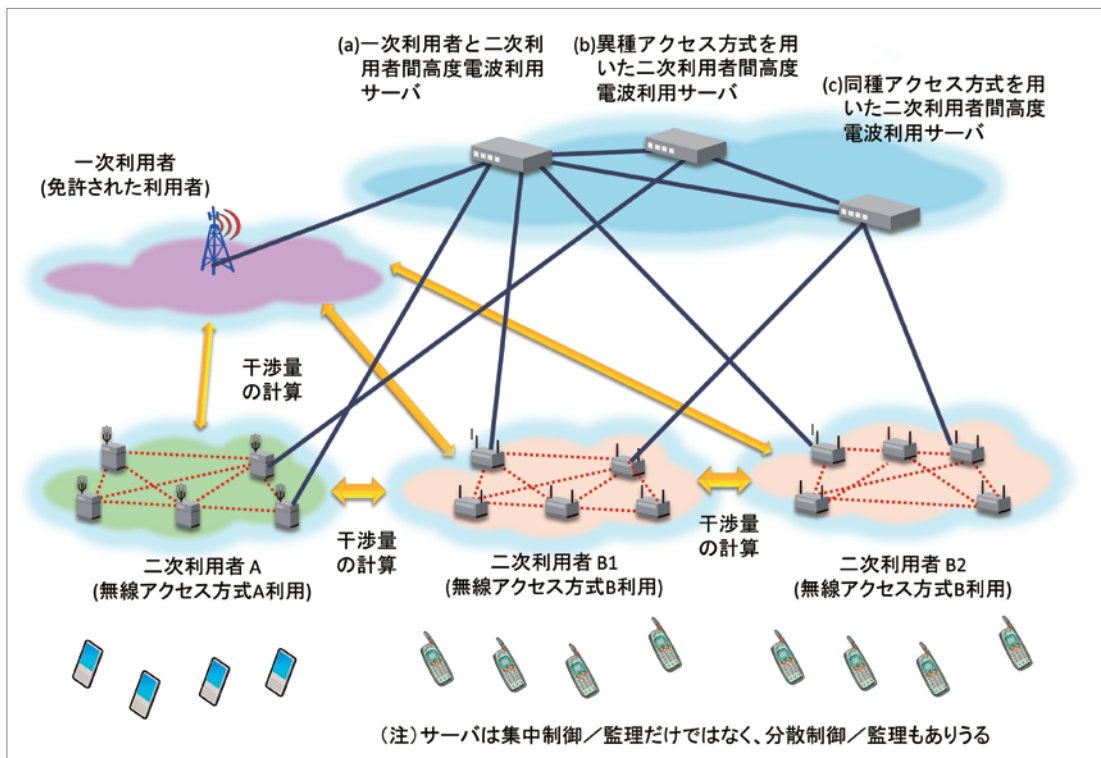 (a)一次利用者と二次利
用者間高度電波利用
サーバ
(b)異種アクセス方式を用
いた二次利用者間高度
電波利用サーバ
(c)同種アクセス方式を用
いた二次利用者間高度
電波利用サーバ
一次利用者
(免許された利用者)
干渉量
の計算
干渉量
の計算
干渉量
の計算
二次利用者 A
(無線アクセス方式A利用)
二次利用者 B1
(無線アクセス方式B利用)
二次利用者 B2
(無線アクセス方式B利用)
(注)サーバは集中制御／監理だけではなく、分散制御／監理もありうる